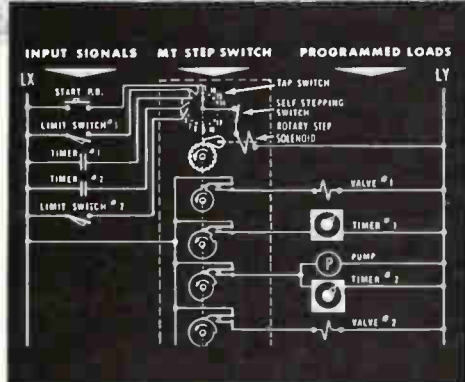 INPUT SIGNALS MT STEP SWITCH PROGRAMMED LOADS
LX LY
START P.B.
TAP SWITCH
SELF STEPPING
SWITCH
LIMIT SWITCH #1
ROTARY STEP
SOLENOID
TIMER #1
TIMER #2
LIMIT SWITCH #2
VALVE #1
TIMER #1
PUMP
P
TIMER #2
VALVE #2